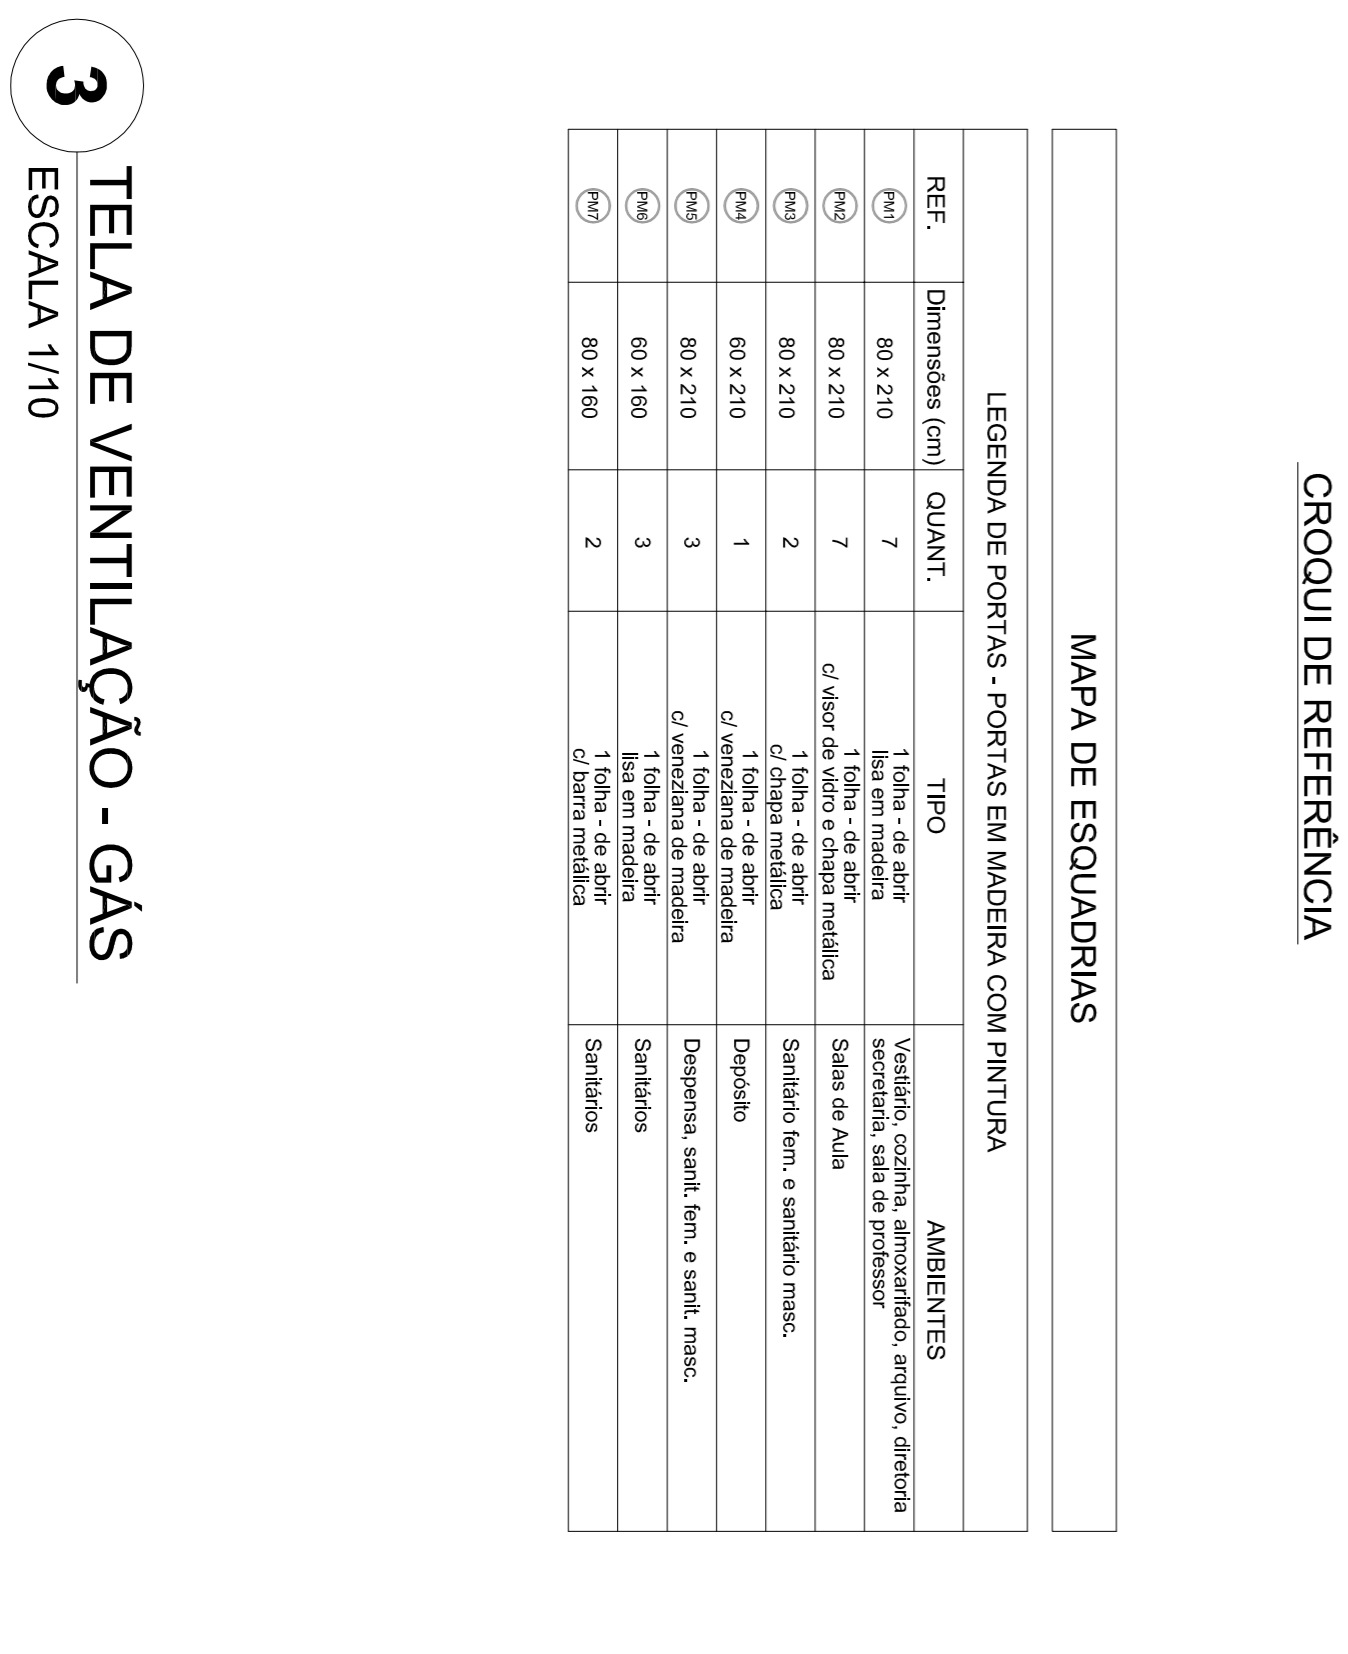 CROQUI DE REFERÊNCIA
MAPA DE ESQUADRIAS
LEGENDA DE PORTAS - PORTAS EM MADEIRA COM PINTURA
REF. Dimensões (cm) QUANT. TIPO AMBIENTES
PM1 80 x 210 7 1 folha - de abrir Vestiário, cozinha, almoxarifado, arquivo, diretoria
lisa em madeira secretaria, sala de professor
PM2 80 x 210 7 1 folha - de abrir Salas de Aula
c/ visor de vidro e chapa metálica
PM3 80 x 210 2 1 folha - de abrir Sanitário fem. e sanitário masc.
c/ chapa metálica
PM4 60 x 210 1 1 folha - de abrir Depósito
c/ veneziana de madeira
PM5 80 x 210 3 1 folha - de abrir Despensa, sanit. fem. e sanit. masc.
c/ veneziana de madeira
PM6 60 x 160 3 1 folha - de abrir Sanitários
lisa em madeira
PM7 80 x 160 2 1 folha - de abrir Sanitários
c/ barra metálica
3 TELA DE VENTILAÇÃO - GÁS
ESCALA 1/10